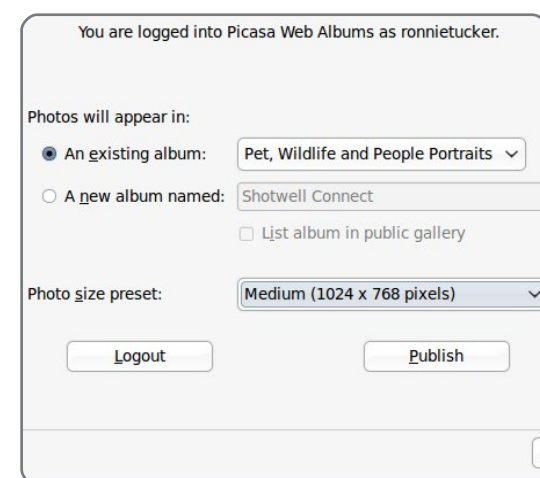 You are logged into Picasa Web Albums as ronnietucker.
Photos will appear in:
An existing album: Pet, Wildlife and People Portraits
A new album named: Shotwell Connect
List album in public gallery
Photo size preset: Medium (1024 x 768 pixels)
Logout Publish